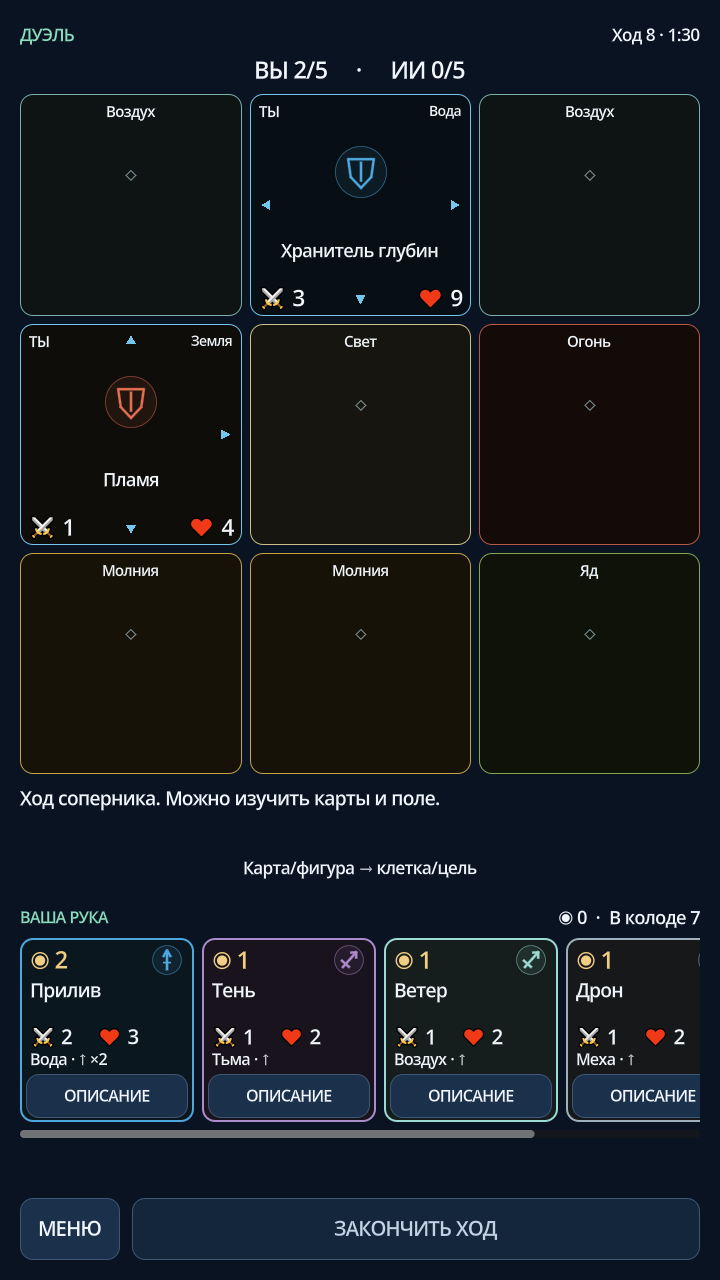 ДУЭЛЬ
Ход 8 · 1:30
ВЫ 2/5 · ИИ 0/5
Воздух
ТЫ Вода
Хранитель глубин
3 9
Воздух
ТЫ Земля
Пламя
1 4
Свет
Огонь
Молния
Молния
Яд
Ход соперника. Можно изучить карты и поле.
Карта/фигура → клетка/цель
ВАША РУКА
◉ 0 · В колоде 7
◉ 2
Прилив
2 3
Вода · ↑ ×2
ОПИСАНИЕ
◉ 1
Тень
1 2
Тьма · ↑
ОПИСАНИЕ
◉ 1
Ветер
1 2
Воздух · ↑
ОПИСАНИЕ
◉ 1
Дрон
1 2
Меха · ↑
ОПИСАНИЕ
МЕНЮ
ЗАКОНЧИТЬ ХОД